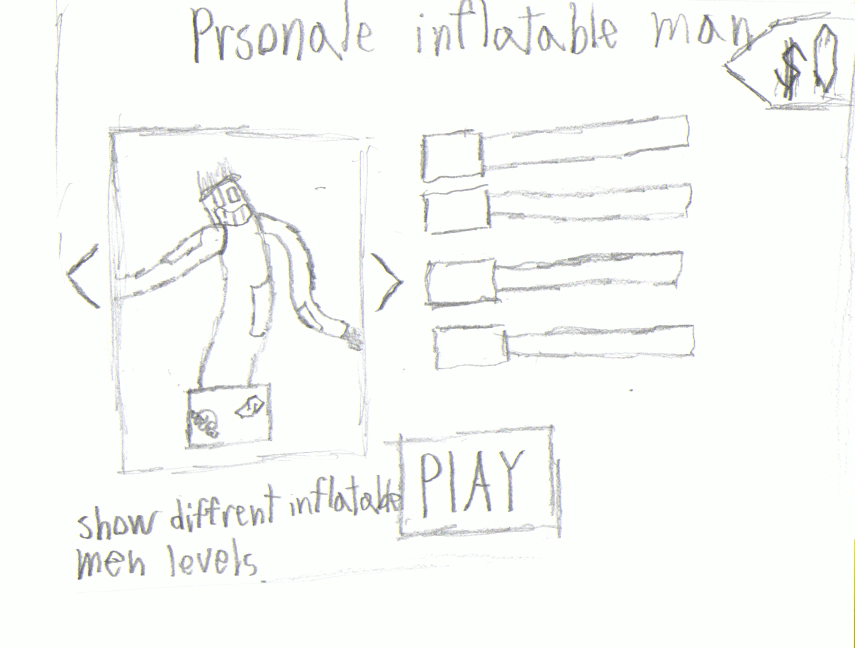 Prsonale inflatable man
$0
show diffrent inflatable
men levels
PlAY